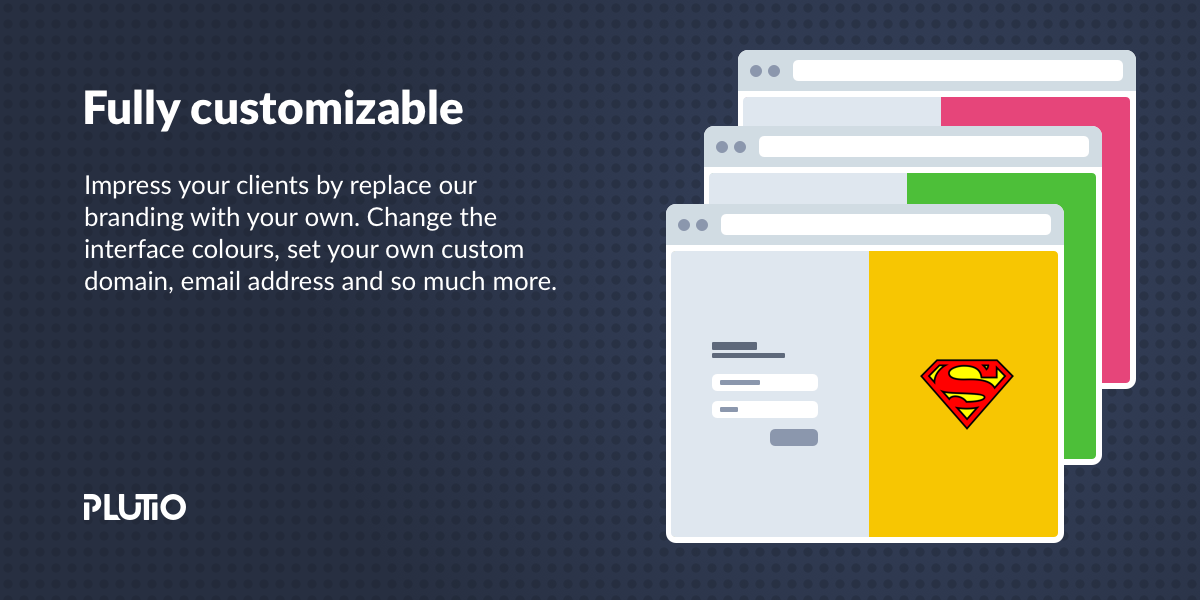 Fully customizable
Impress your clients by replace our
branding with your own. Change the
interface colours, set your own custom
domain, email address and so much more.
PLUTIO
S